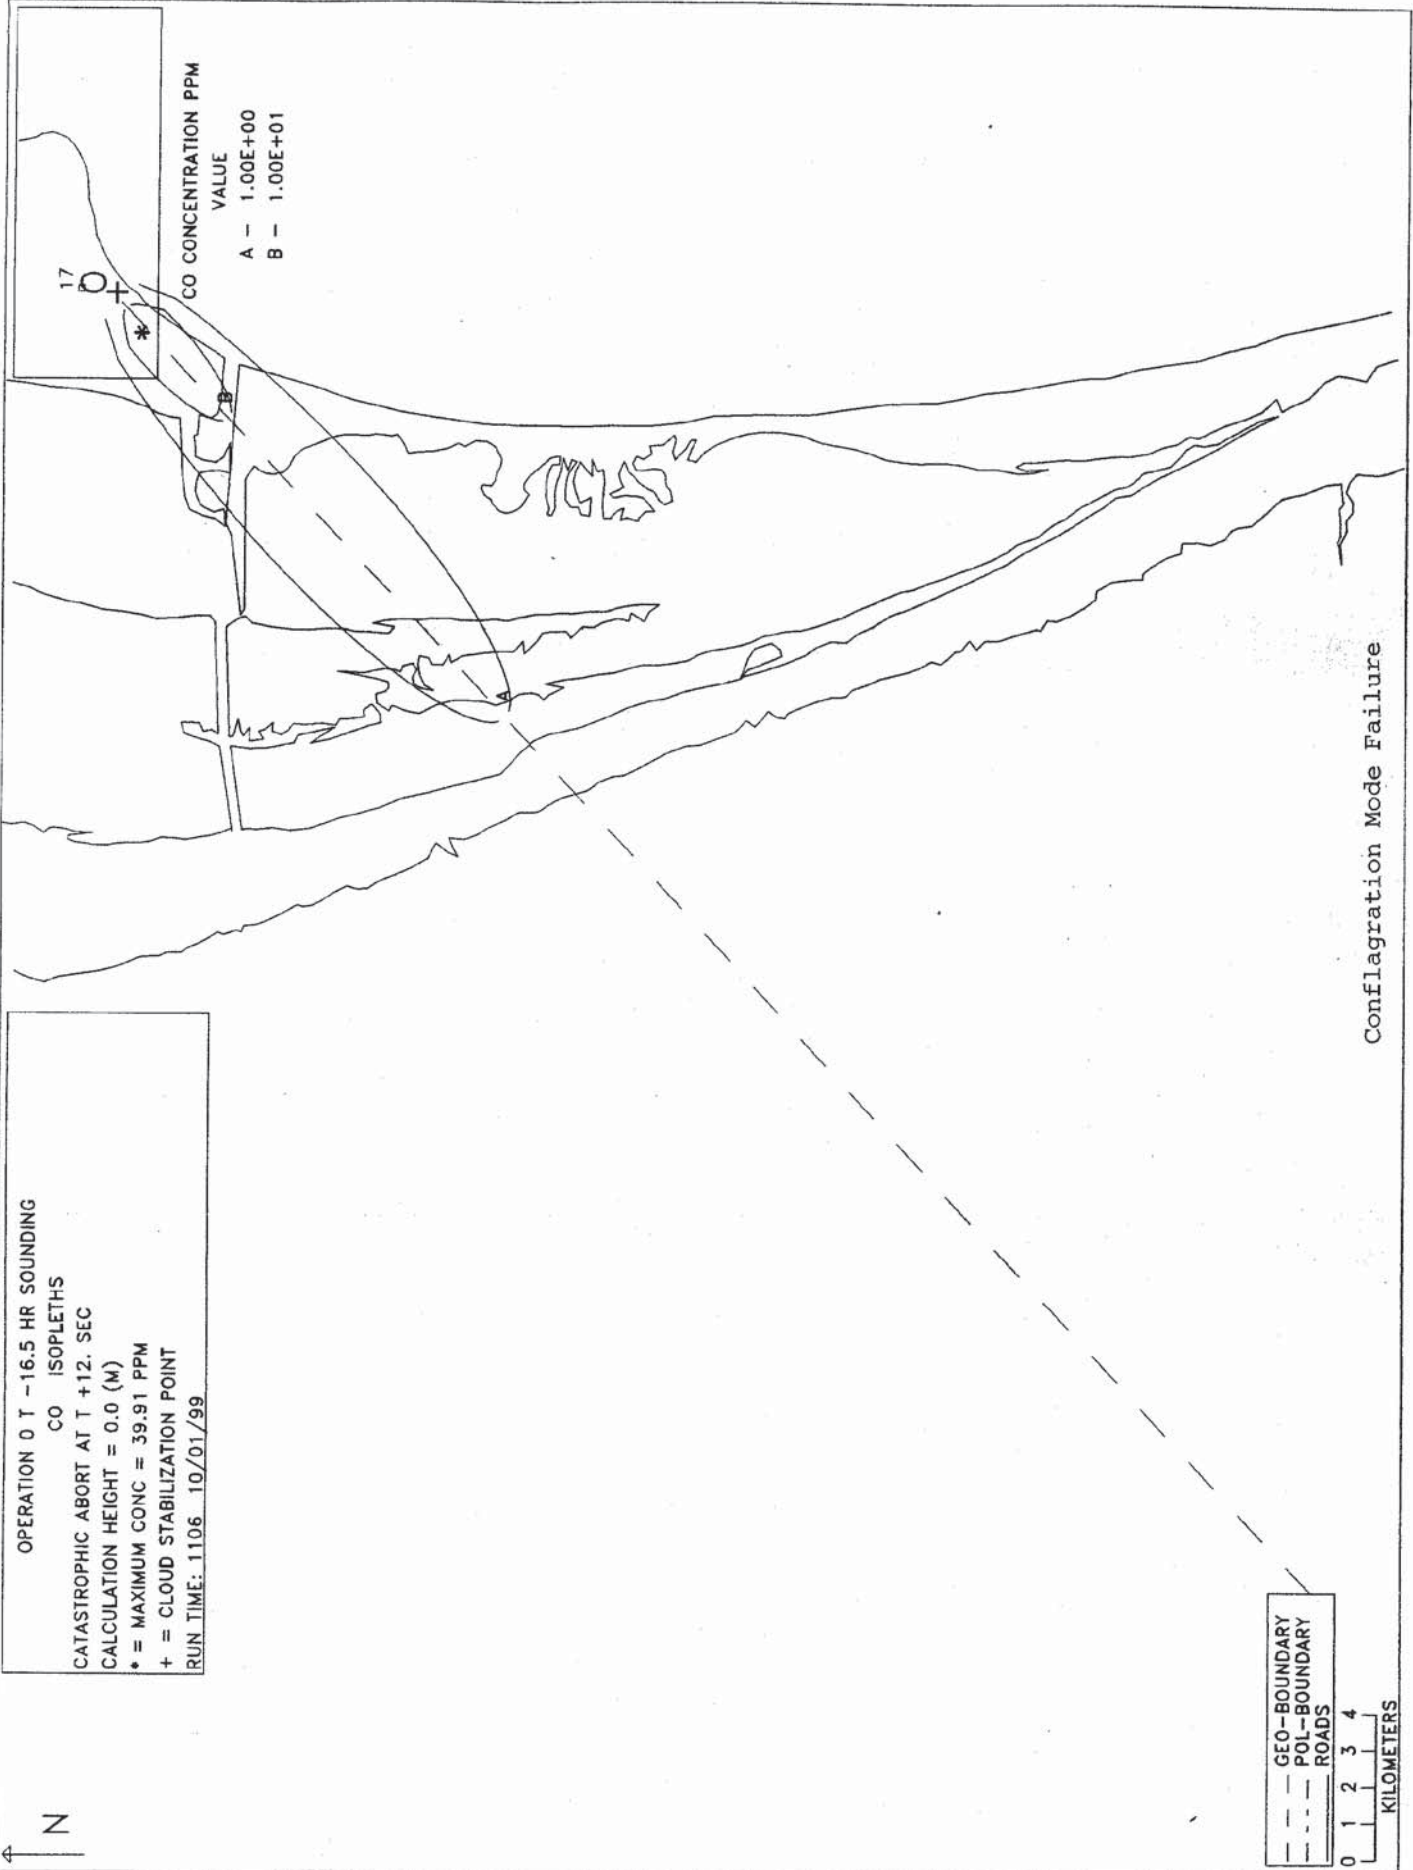 OPERATION 0 T -16.5 HR SOUNDING
CO ISOPLETHS
CATASTROPHIC ABORT AT T +12. SEC
CALCULATION HEIGHT = 0.0 (M)
* = MAXIMUM CONC = 39.91 PPM
+ = CLOUD STABILIZATION POINT
RUN TIME: 1106 10/01/99
N
17
+
*
CO CONCENTRATION PPM
VALUE
A - 1.00E+00
B - 1.00E+01
B
A
GEO-BOUNDARY
POL-BOUNDARY
ROADS
0 1 2 3 4
KILOMETERS
Conflagration Mode Failure